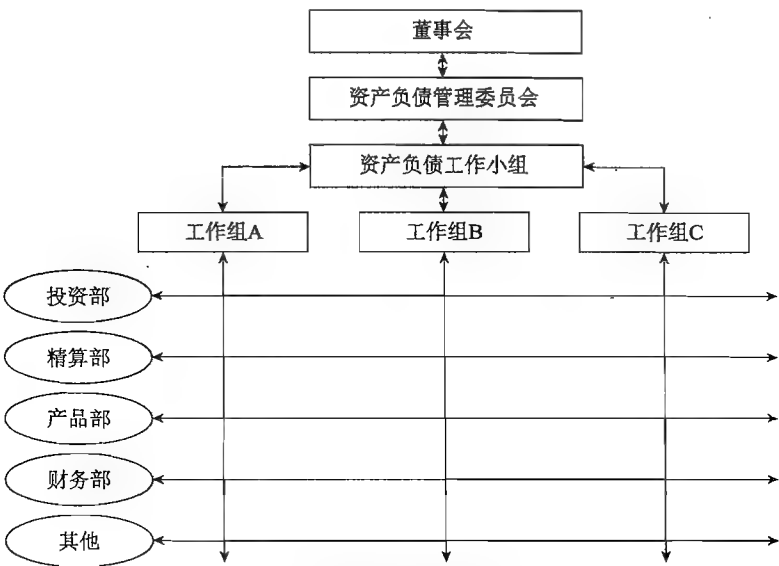 董事会
资产负债管理委员会
资产负债工作小组
工作组A
工作组B
工作组C
投资部
精算部
产品部
财务部
其他